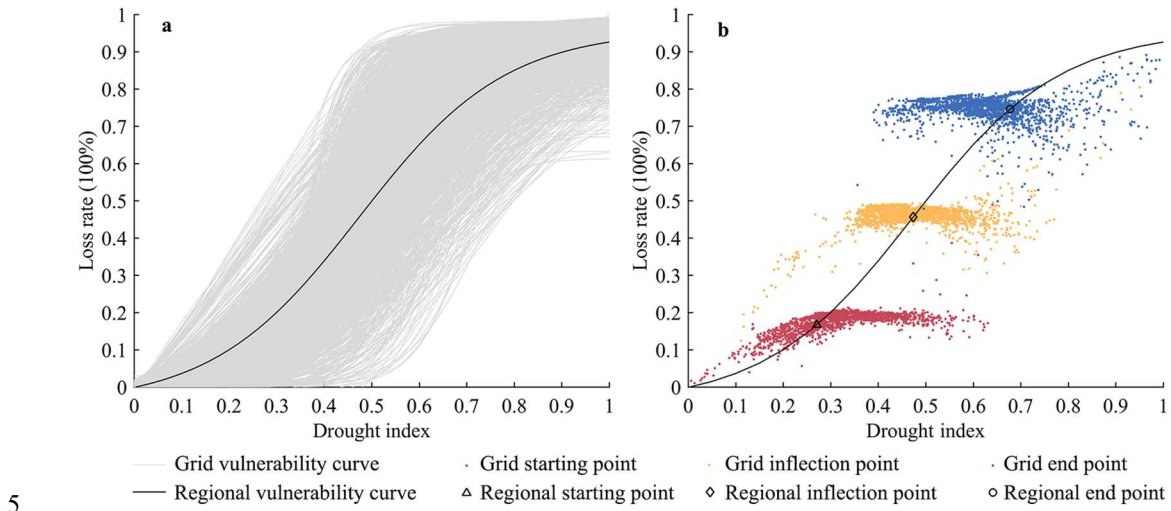 a
b
Loss rate (100%)
1
0.9
0.8
0.7
0.6
0.5
0.4
0.3
0.2
0.1
0
0 0.1 0.2 0.3 0.4 0.5 0.6 0.7 0.8 0.9 1
Drought index
Loss rate (100%)
1
0.9
0.8
0.7
0.6
0.5
0.4
0.3
0.2
0.1
0
0 0.1 0.2 0.3 0.4 0.5 0.6 0.7 0.8 0.9 1
Drought index
Grid vulnerability curve Grid starting point Grid inflection point Grid end point
Regional vulnerability curve Regional starting point Regional inflection point Regional end point
5